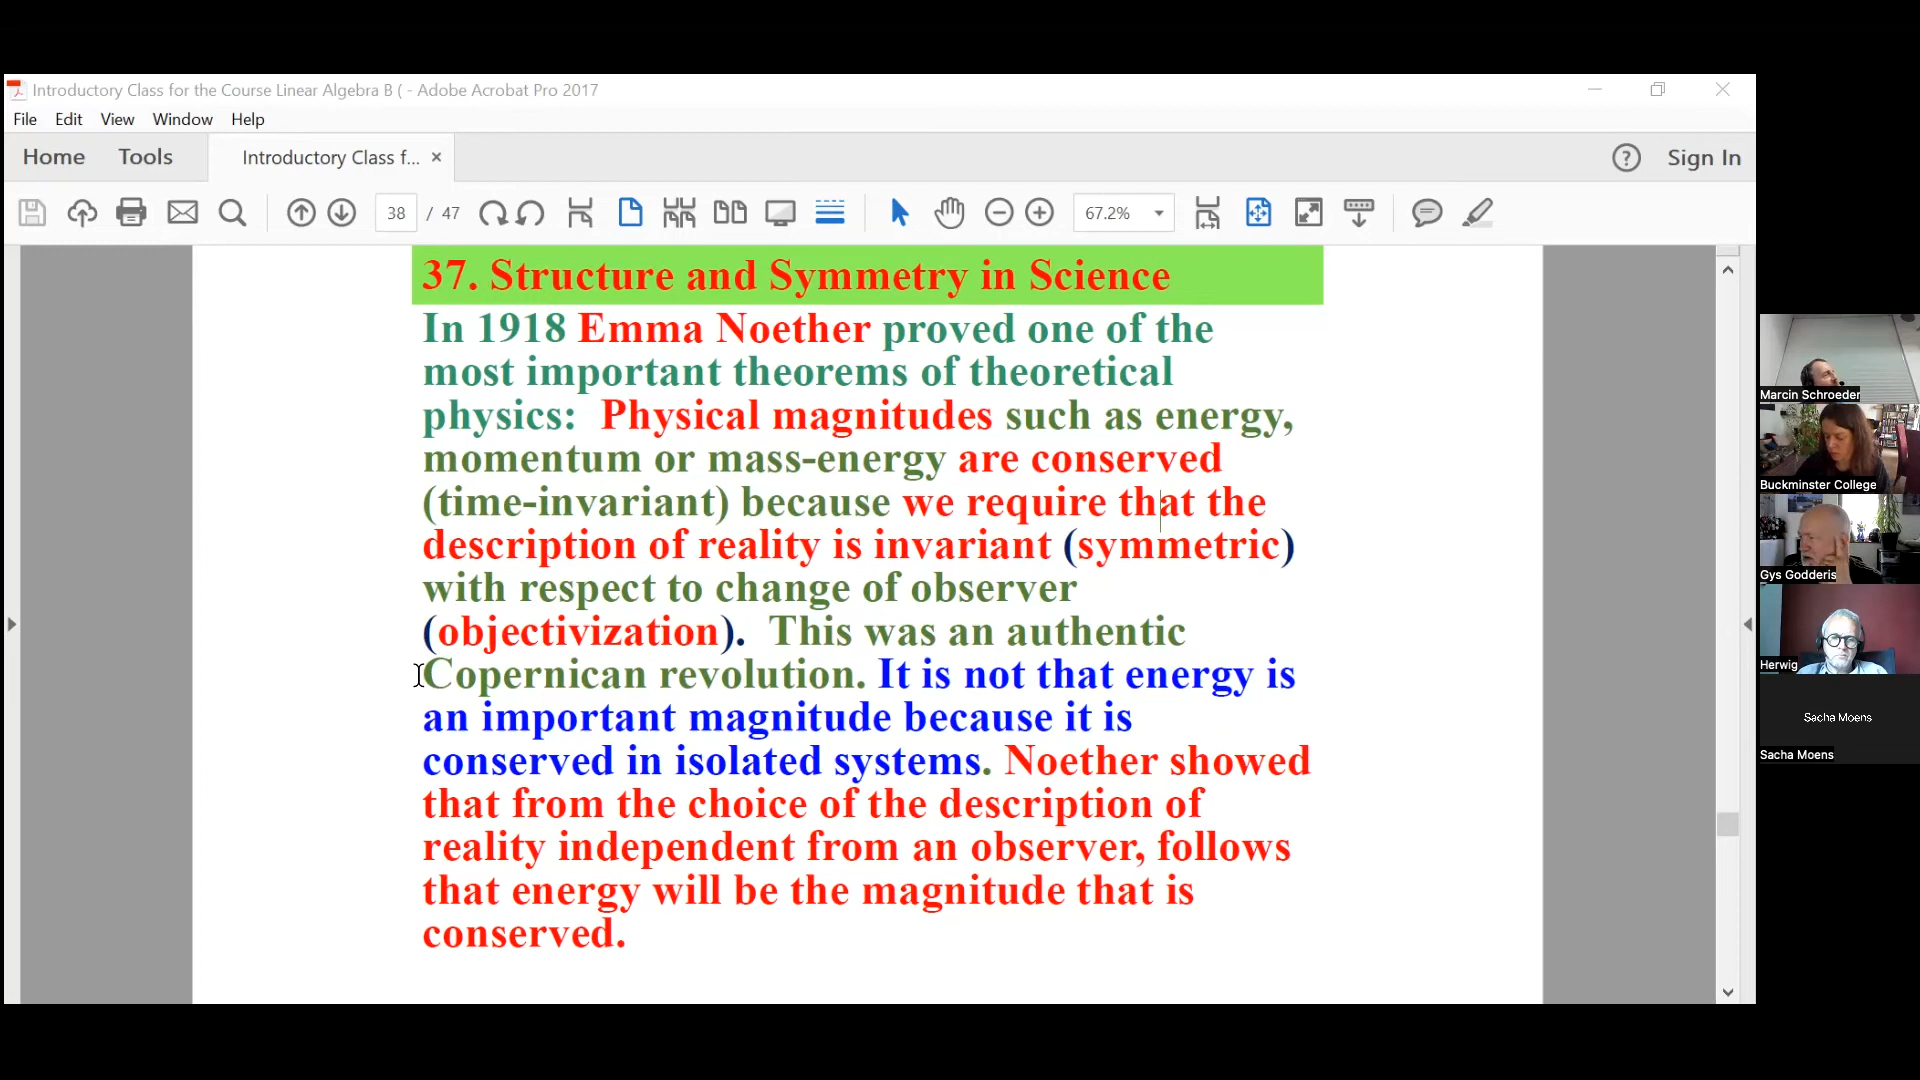 Introductory Class for the Course Linear Algebra B ( - Adobe Acrobat Pro 2017
File Edit View Window Help
Home Tools Introductory Class f... × Sign In
38 / 47 67.2%
37. Structure and Symmetry in Science
In 1918 Emma Noether proved one of the
most important theorems of theoretical
physics: Physical magnitudes such as energy,
momentum or mass-energy are conserved
(time-invariant) because we require that the
description of reality is invariant (symmetric)
with respect to change of observer
(objectivization). This was an authentic
Copernican revolution. It is not that energy is
an important magnitude because it is
conserved in isolated systems. Noether showed
that from the choice of the description of
reality independent from an observer, follows
that energy will be the magnitude that is
conserved.
Marcin Schroeder
Buckminster College
Gys Godderis
Herwig
Sacha Moens
Sacha Moens